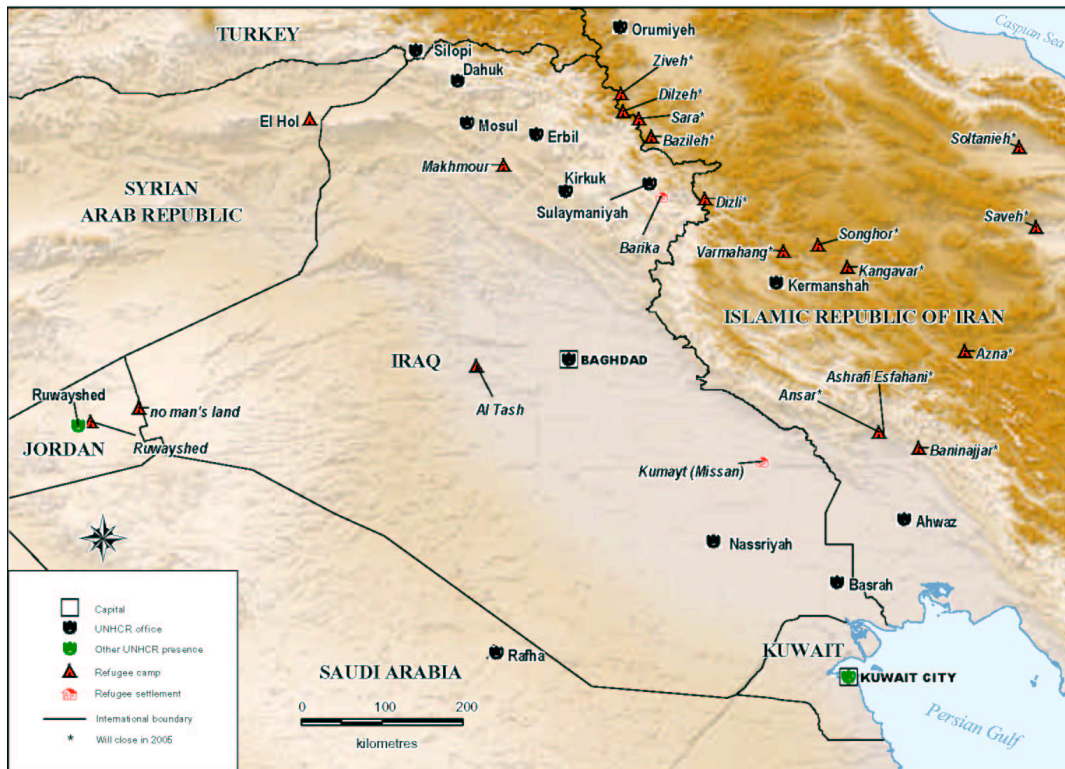 Caspian Sea
TURKEY
Orumiyeh
Silopi
Ziveh*
Dahuk
Dilzeh*
El Hol
Mosul
Sara*
Erbil
Bazileh*
Soltanieh*
Makhmour
SYRIAN
ARAB REPUBLIC
Kirkuk
Sulaymaniyah
Dizli*
Saveh*
Barika
Songhor*
Varmahang*
Kangavar*
Kermanshah
ISLAMIC REPUBLIC OF IRAN
IRAQ
BAGHDAD
Azna*
Ashrafi Esfahani*
Ansar*
Ruwayshed
Al Tash
no man's land
JORDAN
Ruwayshed
Baninajjar*
Kumayt (Missan)
Ahwaz
Nassriyah
Basrah
Capital
UNHCR office
Other UNHCR presence
Refugee camp
Refugee settlement
International boundary
* Will close in 2005
SAUDI ARABIA
Rafha
KUWAIT
KUWAIT CITY
0 100 200
kilometres
Persian Gulf